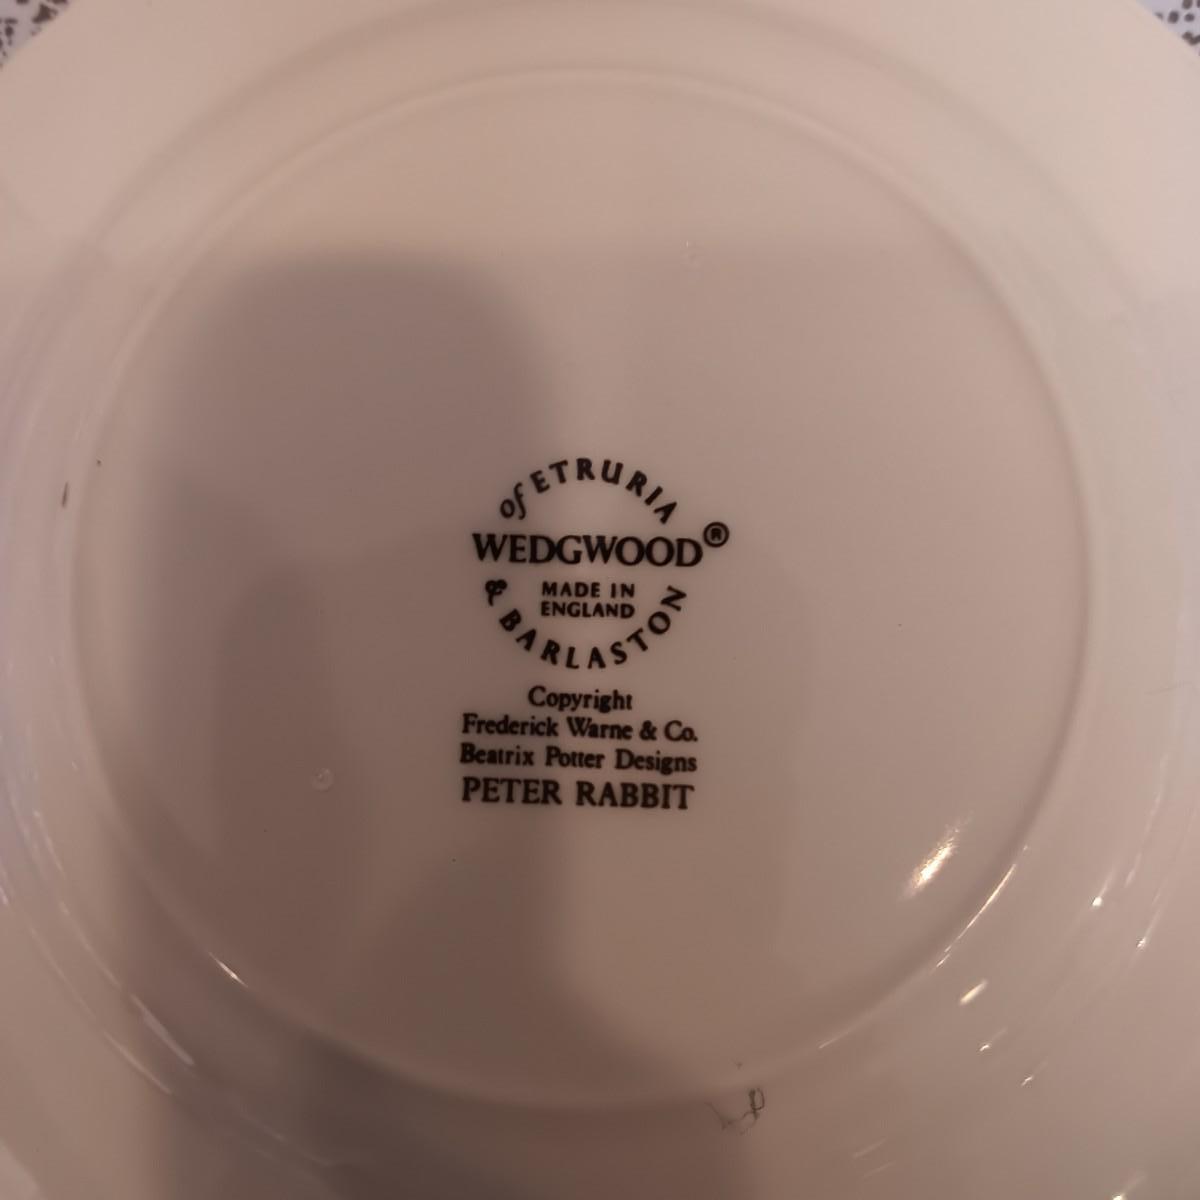 of ETRURIA
WEDGWOOD®
MADE IN
ENGLAND
& BARLASTON
Copyright
Frederick Warne & Co.
Beatrix Potter Designs
PETER RABBIT